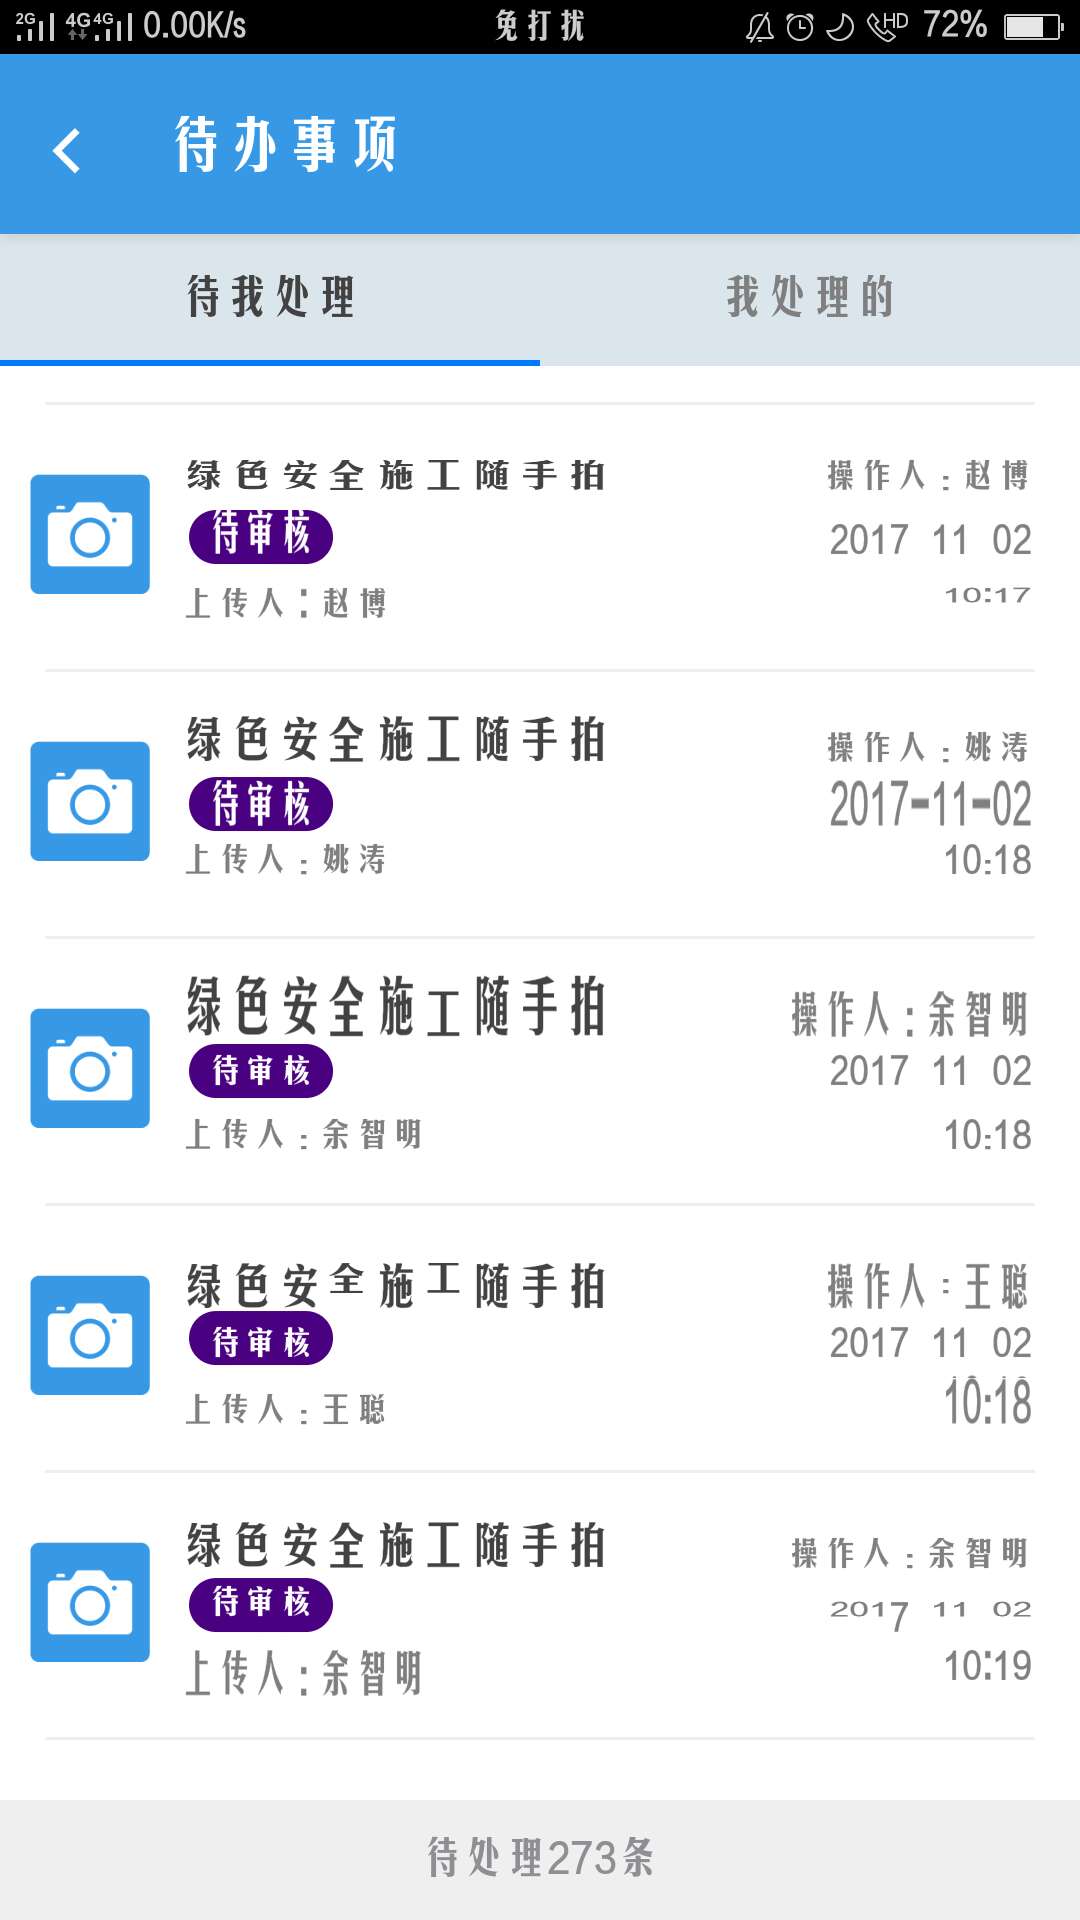 2G 4G 4G 0.00K/s 免打扰 HD 72%
待办事项
待我处理 我处理的
绿色安全施工随手拍 操作人:赵博
待审核 2017 11 02
上传人:赵博 10:17
绿色安全施工随手拍 操作人:姚涛
待审核 2017-11-02
上传人:姚涛 10:18
绿色安全施工随手拍 操作人:余智明
待审核 2017 11 02
上传人:余智明 10:18
绿色安全施工随手拍 操作人:王聪
待审核 2017 11 02
上传人:王聪 10:18
绿色安全施工随手拍 操作人:余智明
待审核 2017 11 02
上传人:余智明 10:19
待处理273条